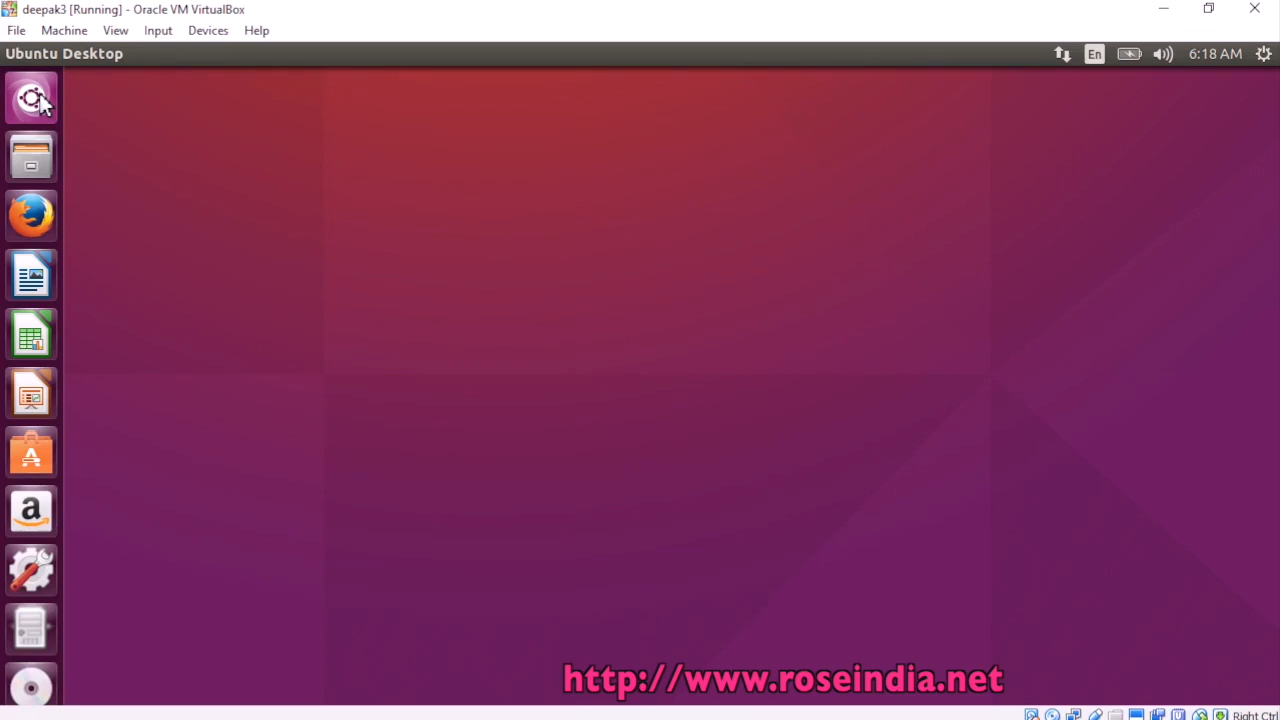 deepak3 [Running] - Oracle VM VirtualBox
File Machine View Input Devices Help
Ubuntu Desktop
En
6:18 AM
a
http://www.roseindia.net
Right Ctrl